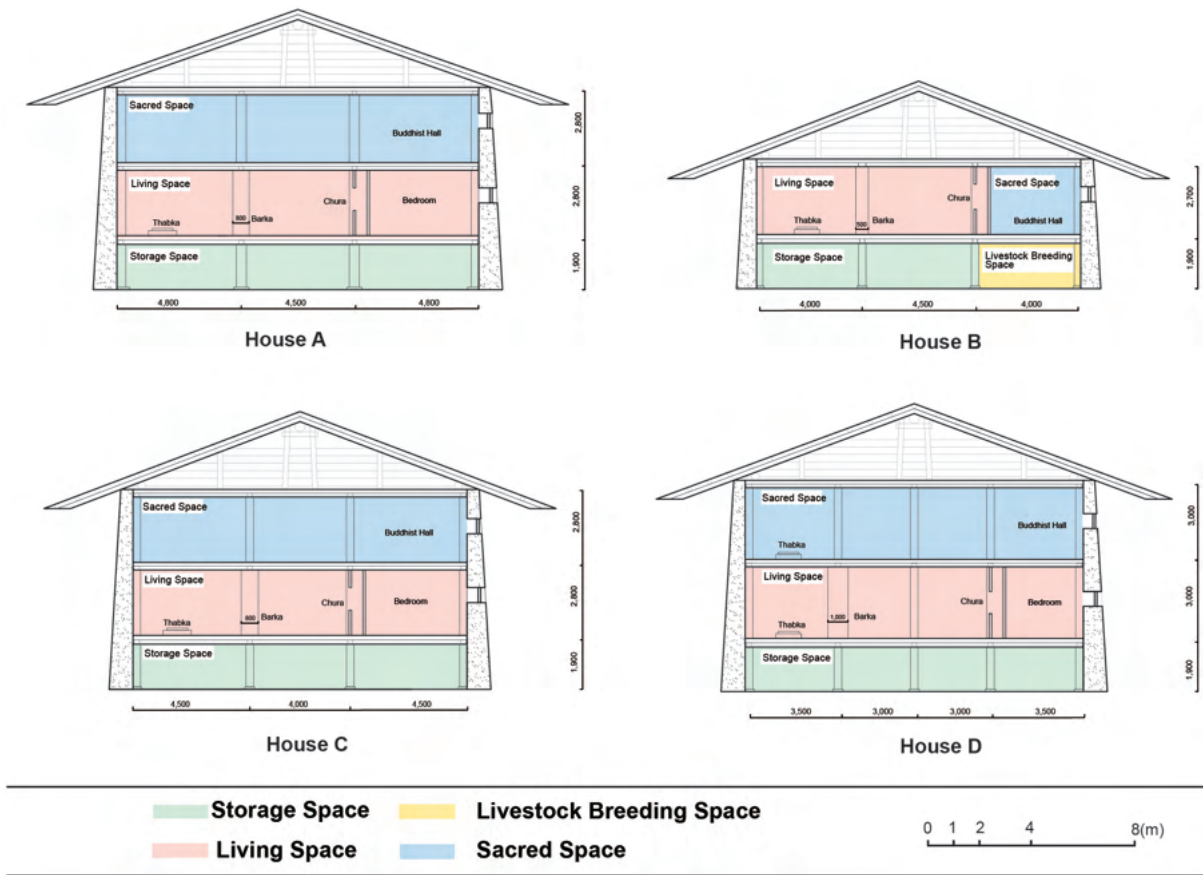 Sacred Space
Buddhist Hall
2,800
Living Space
Chura
Bedroom
800
Barka
Thabka
2,800
Storage Space
1,900
4,800 4,500 4,800
House A
Living Space
Sacred Space
Chura
Thabka
500
Barka
Buddhist Hall
2,700
Storage Space
Livestock Breeding
Space
1,900
4,000 4,500 4,000
House B
Sacred Space
Buddhist Hall
2,800
Living Space
Chura
Bedroom
Thabka
800
Barka
2,800
Storage Space
1,900
4,500 4,000 4,500
House C
Sacred Space
Buddhist Hall
Thabka
3,000
Living Space
Chura
Bedroom
1,000
Barka
Thabka
3,000
Storage Space
1,900
3,500 3,000 3,000 3,500
House D
Storage Space
Livestock Breeding Space
Living Space
Sacred Space
0 1 2 4 8(m)